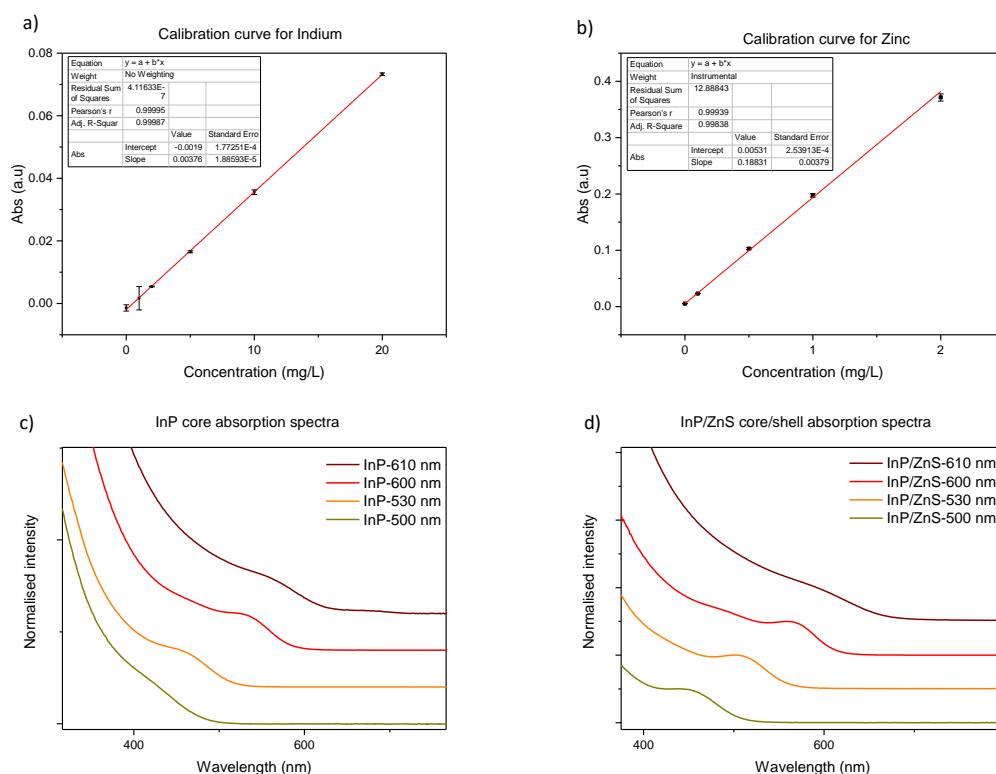 a)
Calibration curve for Indium
Equation y = a + b*x
Weight No Weighting
Residual Sum of Squares 4.11633E-7
Pearson's r 0.99995
Adj. R-Squar 0.99987
Value Standard Erro
Abs Intercept -0.0019 1.77251E-4
Slope 0.00376 1.88593E-5
0.08
0.06
0.04
0.02
0.00
Abs (a.u)
0 10 20
Concentration (mg/L)
b)
Calibration curve for Zinc
Equation y = a + b*x
Weight Instrumental
Residual Sum of Squares 12.88843
Pearson's r 0.99939
Adj. R-Square 0.99838
Value Standard Error
Abs Intercept 0.00531 2.53913E-4
Slope 0.18831 0.00379
0.4
0.3
0.2
0.1
0.0
Abs (a.u)
0 1 2
Concentration (mg/L)
c)
InP core absorption spectra
InP-610 nm
InP-600 nm
InP-530 nm
InP-500 nm
Normalised intensity
400 600
Wavelength (nm)
d)
InP/ZnS core/shell absorption spectra
InP/ZnS-610 nm
InP/ZnS-600 nm
InP/ZnS-530 nm
InP/ZnS-500 nm
Normalised intensity
400 600
Wavelength (nm)